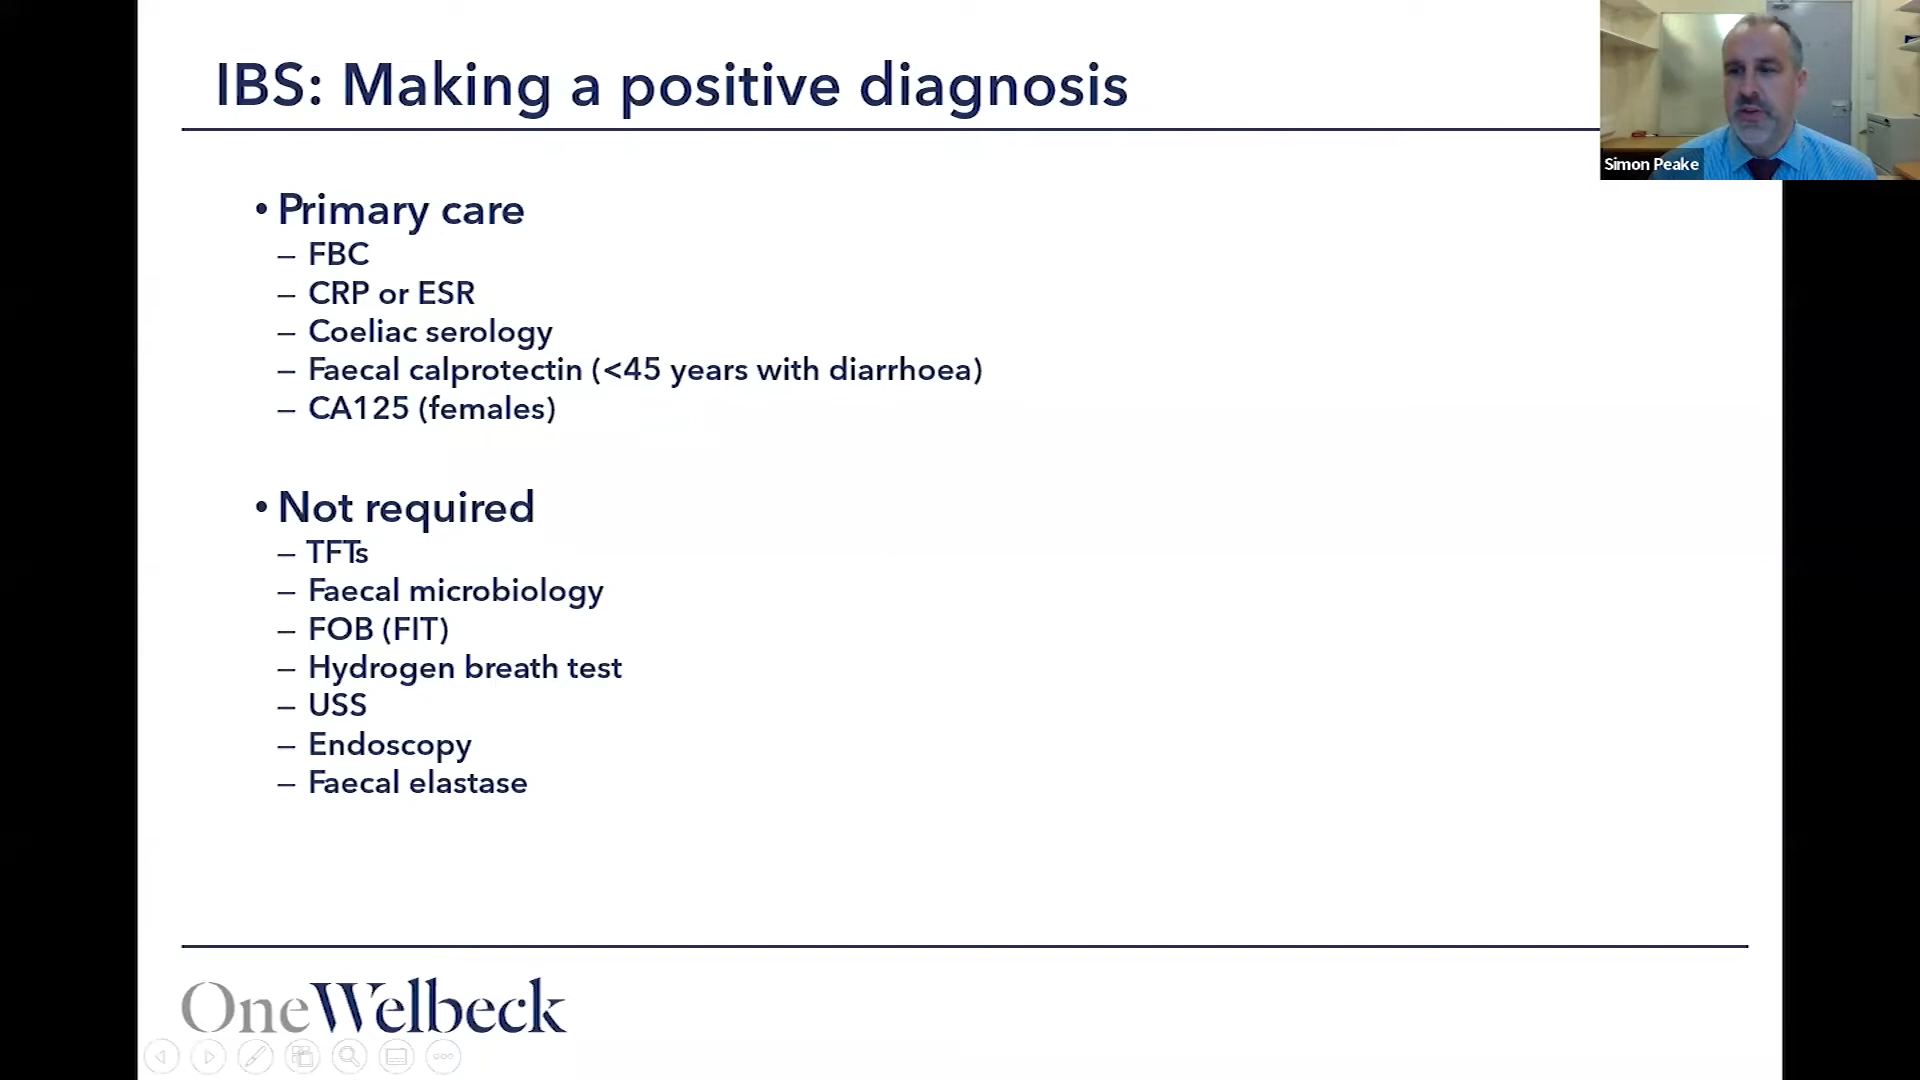 IBS: Making a positive diagnosis
Simon Peake
• Primary care
– FBC
– CRP or ESR
– Coeliac serology
– Faecal calprotectin (<45 years with diarrhoea)
– CA125 (females)
• Not required
– TFTs
– Faecal microbiology
– FOB (FIT)
– Hydrogen breath test
– USS
– Endoscopy
– Faecal elastase
OneWelbeck